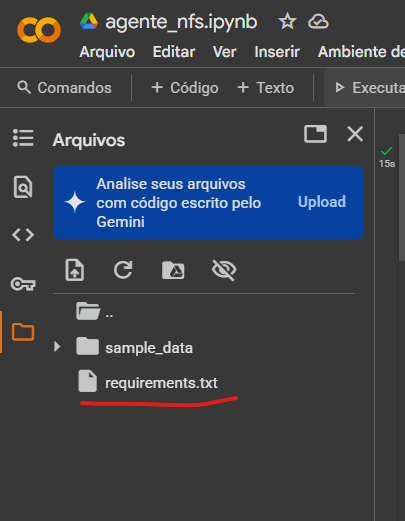 agente_nfs.ipynb
Arquivo Editar Ver Inserir Ambiente de
Comandos + Código + Texto Executa
Arquivos
15s
Analise seus arquivos
com código escrito pelo
Gemini
Upload
..
sample_data
requirements.txt